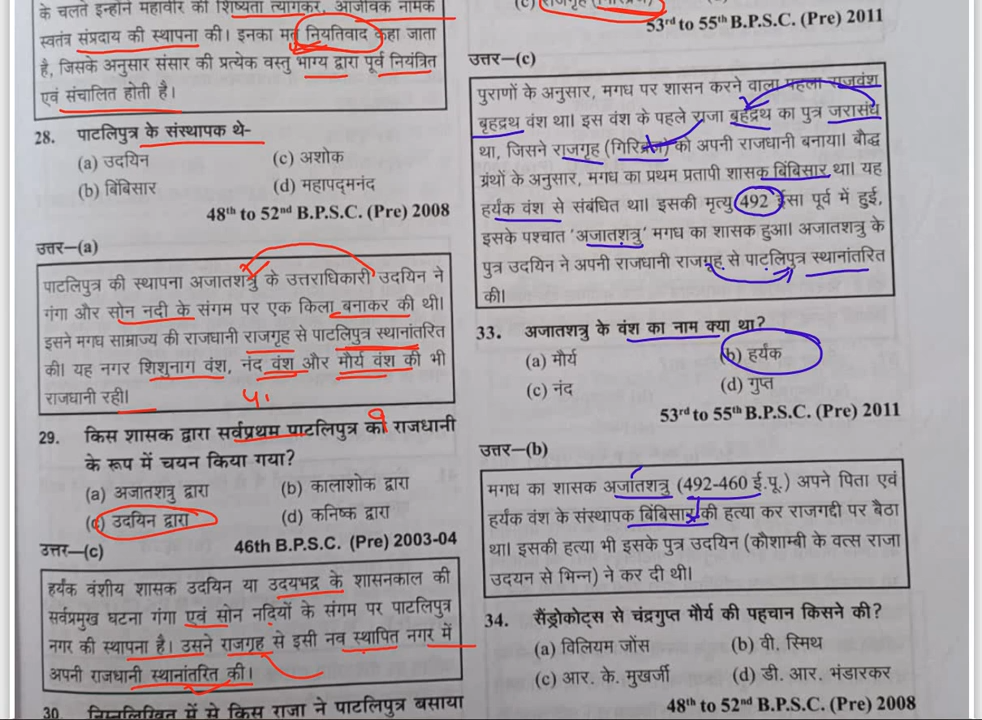 के चलते इन्होंने महावीर की शिष्यता त्यागकर, आजीवक नामक
स्वतंत्र संप्रदाय की स्थापना की। इनका मत नियतिवाद कहा जाता
है, जिसके अनुसार संसार की प्रत्येक वस्तु भाग्य द्वारा पूर्व नियंत्रित
एवं संचालित होती है।
28. पाटलिपुत्र के संस्थापक थे-
(a) उदयिन (c) अशोक
(b) बिंबिसार (d) महापद्मनंद
48th to 52nd B.P.S.C. (Pre) 2008
उत्तर—(a)
पाटलिपुत्र की स्थापना अजातशत्रु के उत्तराधिकारी उदयिन ने
गंगा और सोन नदी के संगम पर एक किला बनाकर की थी।
इसने मगध साम्राज्य की राजधानी राजगृह से पाटलिपुत्र स्थानांतरित
की। यह नगर शिशुनाग वंश, नंद वंश और मौर्य वंश की भी
राजधानी रही।
29. किस शासक द्वारा सर्वप्रथम पाटलिपुत्र को राजधानी
के रूप में चयन किया गया?
(a) अजातशत्रु द्वारा (b) कालाशोक द्वारा
(c) उदयिन द्वारा (d) कनिष्क द्वारा
46th B.P.S.C. (Pre) 2003-04
उत्तर—(c)
हर्यंक वंशीय शासक उदयिन या उदयभद्र के शासनकाल की
सर्वप्रमुख घटना गंगा एवं सोन नदियों के संगम पर पाटलिपुत्र
नगर की स्थापना है। उसने राजगृह से इसी नव स्थापित नगर में
अपनी राजधानी स्थानांतरित की।
30. निम्नलिखित में से किस राजा ने पाटलिपुत्र बसाया
(c) राजगृह (गिरिव्रज)
53rd to 55th B.P.S.C. (Pre) 2011
उत्तर—(c)
पुराणों के अनुसार, मगध पर शासन करने वाला पहला राजवंश
बृहद्रथ वंश था। इस वंश के पहले राजा बृहद्रथ का पुत्र जरासंध
था, जिसने राजगृह (गिरिव्रज) को अपनी राजधानी बनाया। बौद्ध
ग्रंथों के अनुसार, मगध का प्रथम प्रतापी शासक बिंबिसार था। यह
हर्यंक वंश से संबंधित था। इसकी मृत्यु 492 ईसा पूर्व में हुई,
इसके पश्चात 'अजातशत्रु' मगध का शासक हुआ। अजातशत्रु के
पुत्र उदयिन ने अपनी राजधानी राजगृह से पाटलिपुत्र स्थानांतरित
की।
33. अजातशत्रु के वंश का नाम क्या था?
(a) मौर्य (b) हर्यंक
(c) नंद (d) गुप्त
53rd to 55th B.P.S.C. (Pre) 2011
उत्तर—(b)
मगध का शासक अजातशत्रु (492-460 ई.पू.) अपने पिता एवं
हर्यंक वंश के संस्थापक बिंबिसार की हत्या कर राजगद्दी पर बैठा
था। इसकी हत्या भी इसके पुत्र उदयिन (कौशाम्बी के वत्स राजा
उदयन से भिन्न) ने कर दी थी।
34. सैंड्रोकोट्स से चंद्रगुप्त मौर्य की पहचान किसने की?
(a) विलियम जोंस (b) वी. स्मिथ
(c) आर. के. मुखर्जी (d) डी. आर. भंडारकर
48th to 52nd B.P.S.C. (Pre) 2008